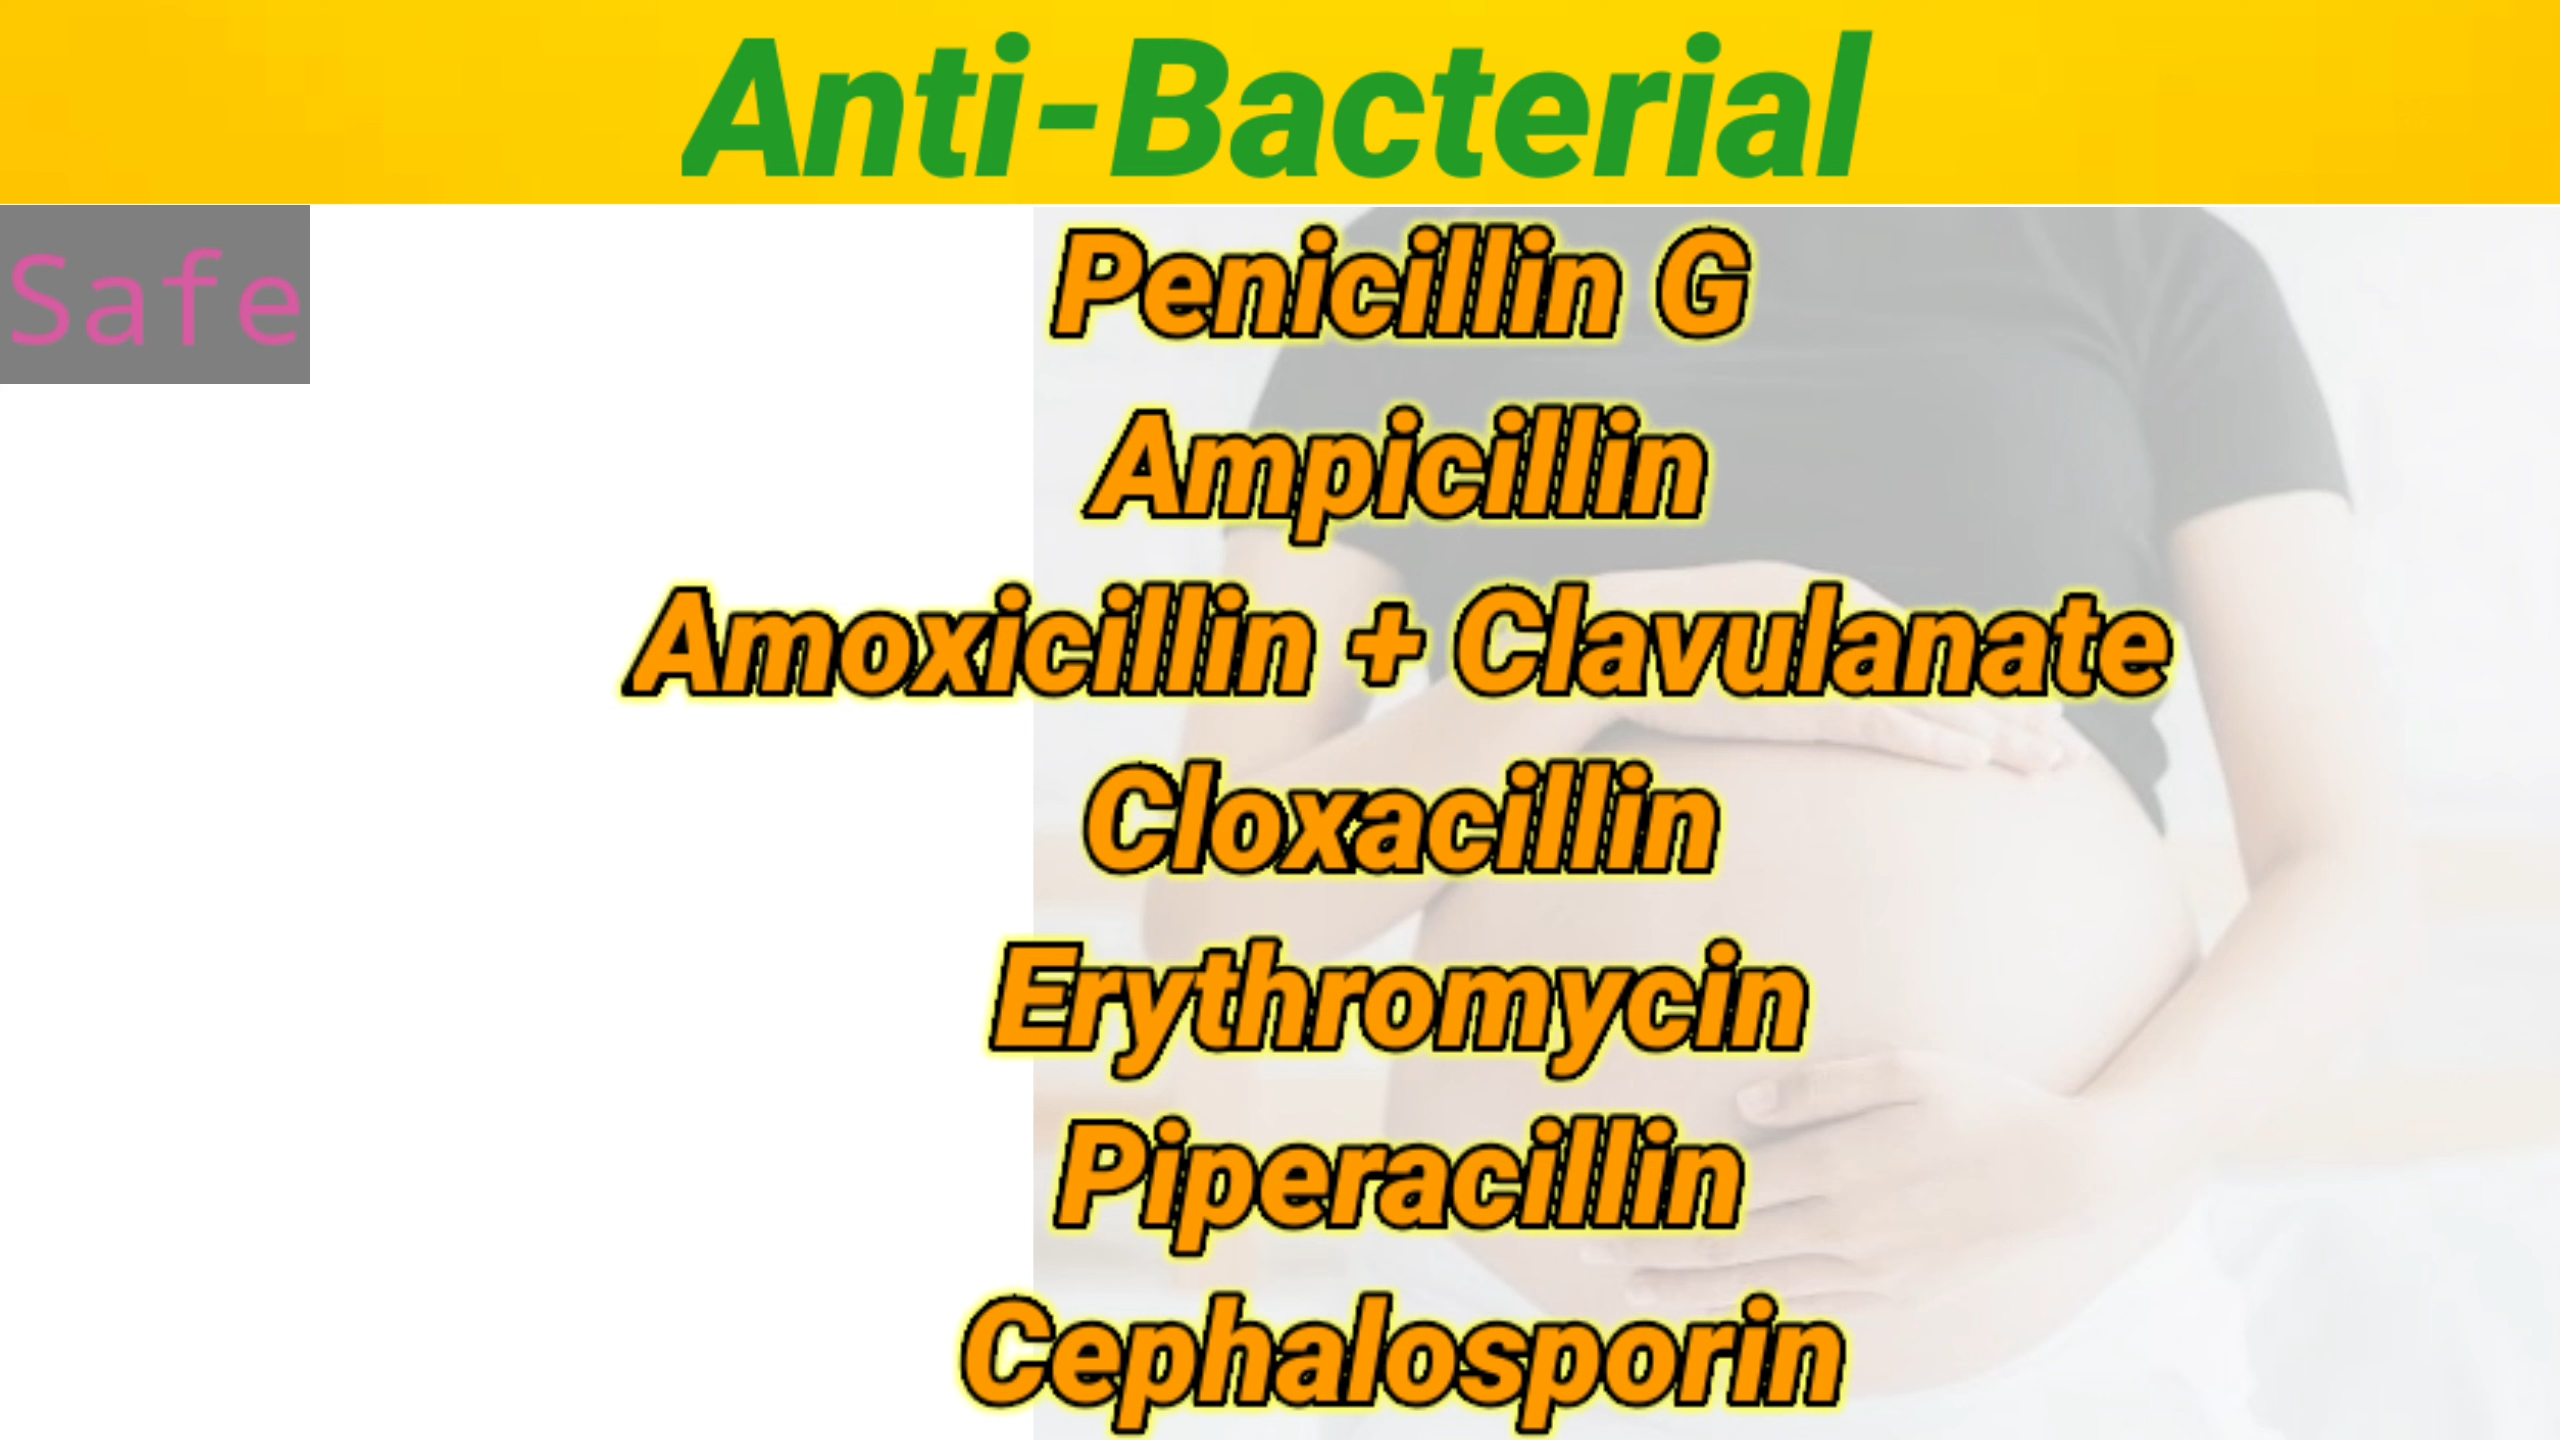 Anti-Bacterial
Safe
Penicillin G
Ampicillin
Amoxicillin + Clavulanate
Cloxacillin
Erythromycin
Piperacillin
Cephalosporin